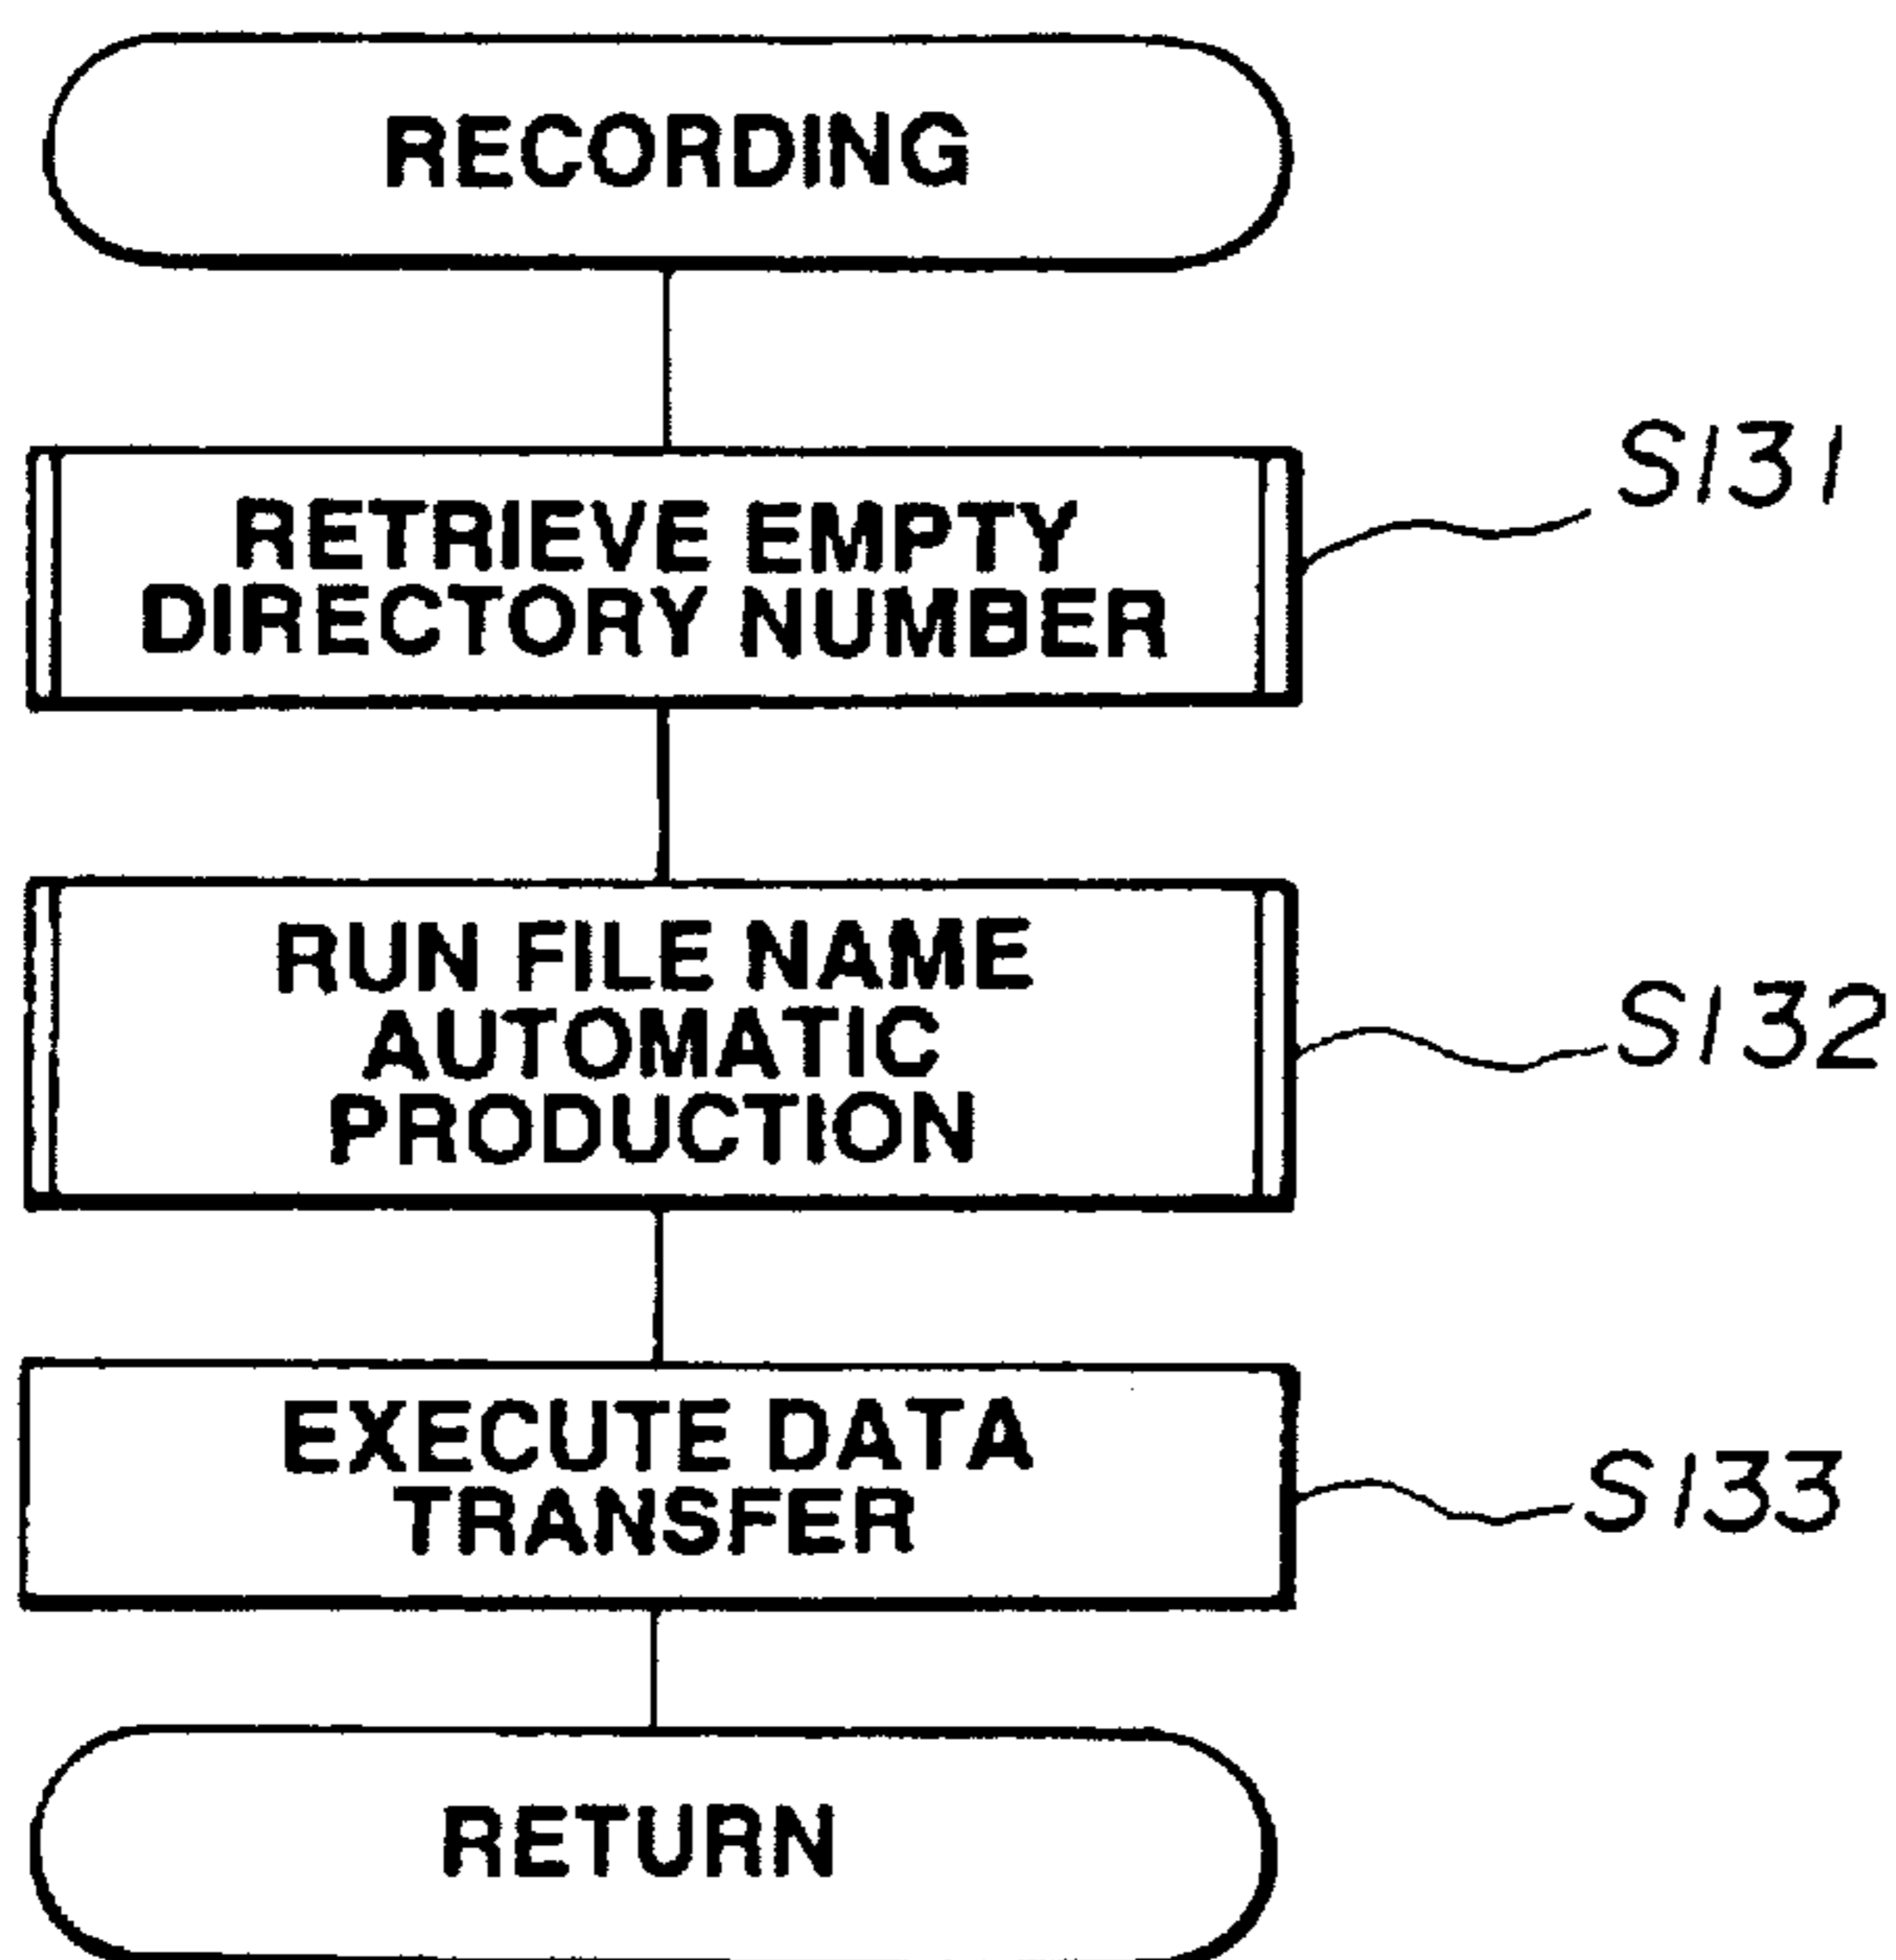 RECORDING
RETRIEVE EMPTY
DIRECTORY NUMBER
S131
RUN FILE NAME
AUTOMATIC
PRODUCTION
S132
EXECUTE DATA
TRANSFER
S133
RETURN